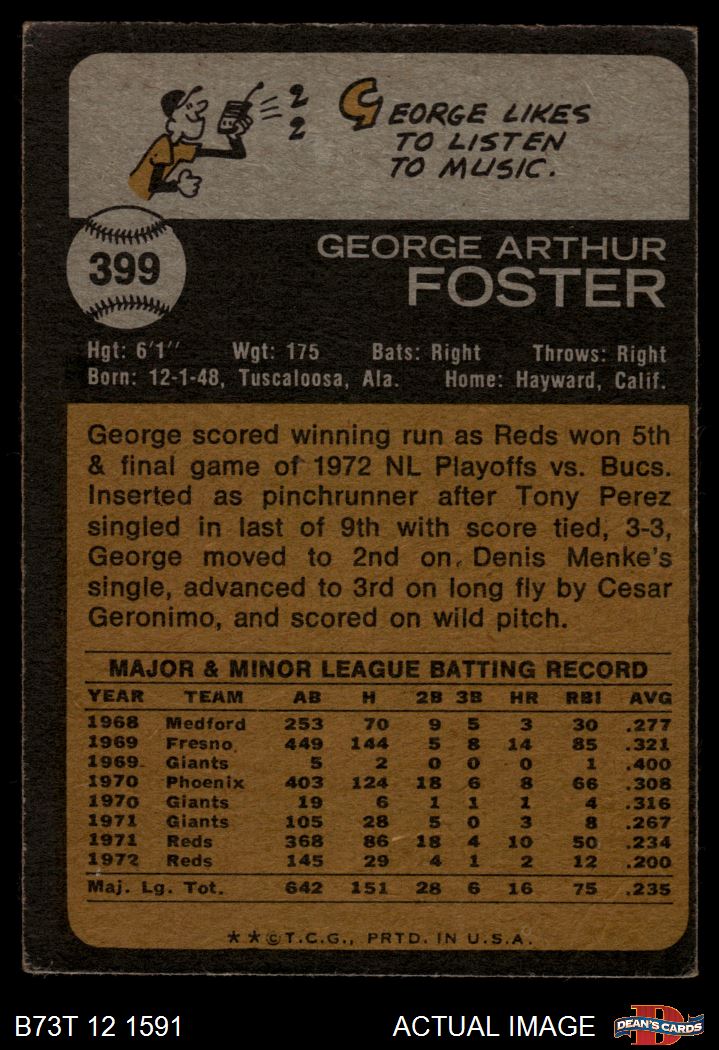 2
2
GEORGE LIKES
TO LISTEN
TO MUSIC.
399
GEORGE ARTHUR
FOSTER
Hgt: 6'1'' Wgt: 175 Bats: Right Throws: Right
Born: 12-1-48, Tuscaloosa, Ala. Home: Hayward, Calif.
George scored winning run as Reds won 5th
& final game of 1972 NL Playoffs vs. Bucs.
Inserted as pinchrunner after Tony Perez
singled in last of 9th with score tied, 3-3,
George moved to 2nd on Denis Menke's
single, advanced to 3rd on long fly by Cesar
Geronimo, and scored on wild pitch.
MAJOR & MINOR LEAGUE BATTING RECORD
YEAR TEAM AB H 2B 3B HR RBI AVG
1968 Medford 253 70 9 5 3 30 .277
1969 Fresno 449 144 5 8 14 85 .321
1969 Giants 5 2 0 0 0 1 .400
1970 Phoenix 403 124 18 6 8 66 .308
1970 Giants 19 6 1 1 1 4 .316
1971 Giants 105 28 5 0 3 8 .267
1971 Reds 368 86 18 4 10 50 .234
1972 Reds 145 29 4 1 2 12 .200
Maj. Lg. Tot. 642 151 28 6 16 75 .235
**©T.C.G., PRTD. IN U.S.A.
B73T 12 1591 ACTUAL IMAGE
D
DEAN'S CARDS